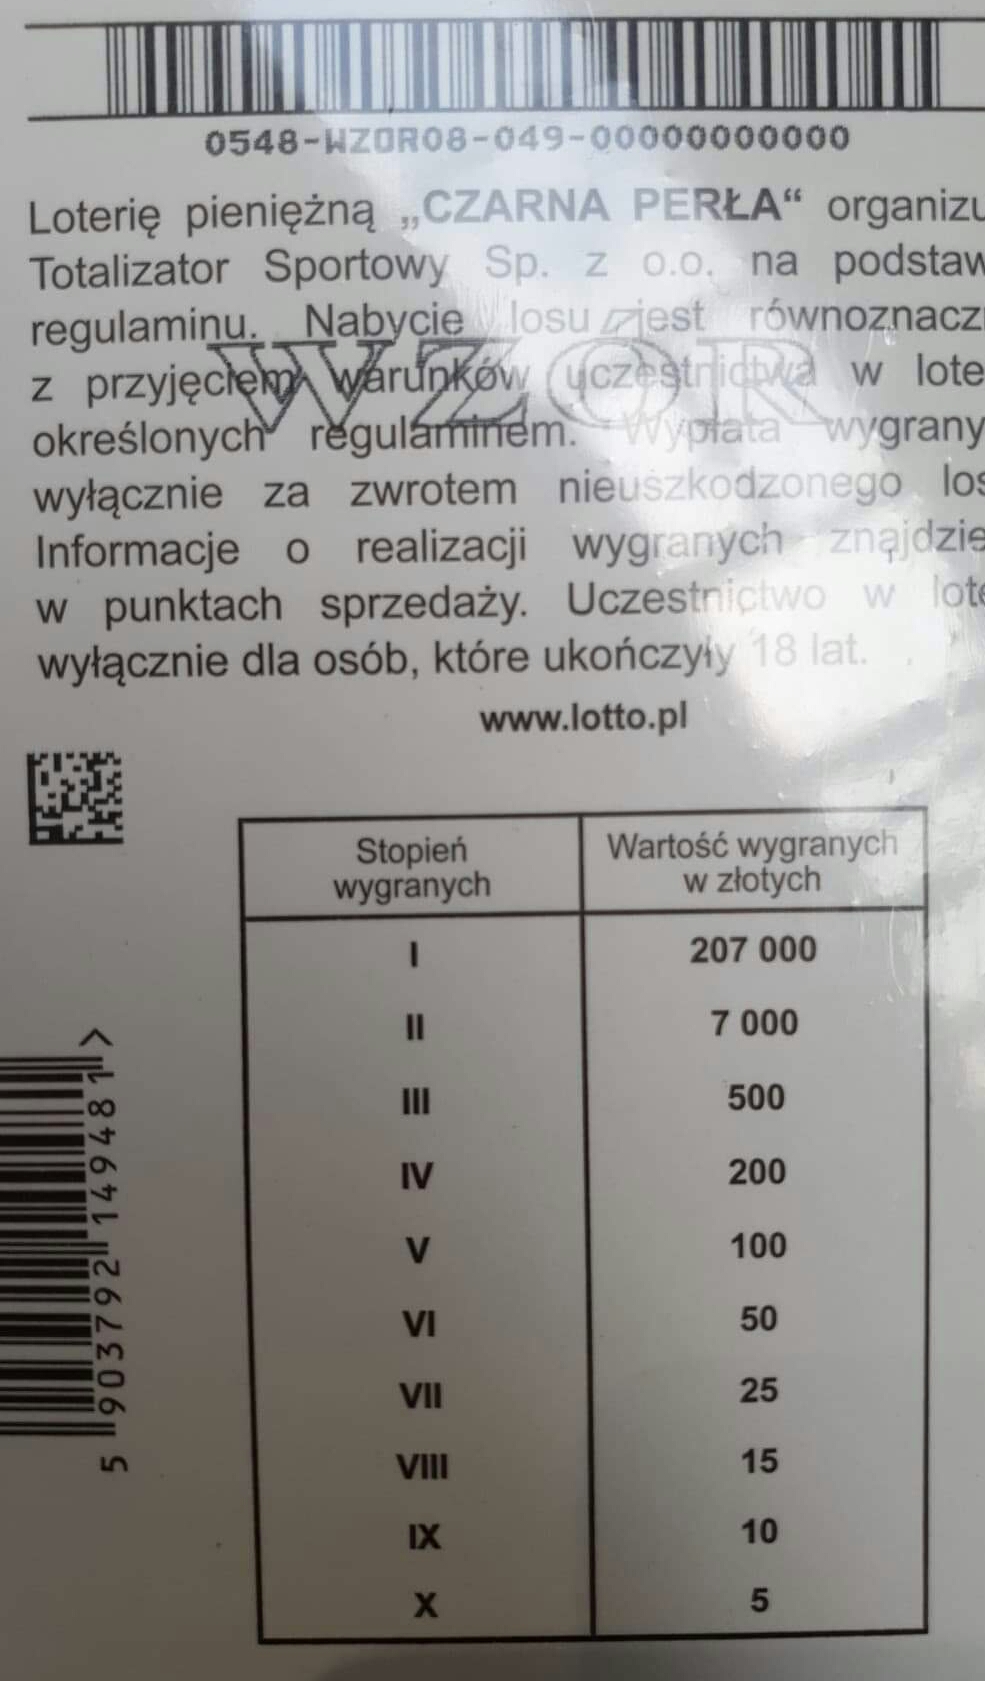 0548-WZOR08-049-00000000000
Loterię pieniężną „CZARNA PERŁA“ organizu
Totalizator Sportowy Sp. z o.o. na podstaw
regulaminu. Nabycie losu jest równoznacz
z przyjęciem warunków uczestnictwa w lote
WZOR
określonych regulaminem. Wypłata wygrany
wyłącznie za zwrotem nieuszkodzonego los
Informacje o realizacji wygranych znajdzie
w punktach sprzedaży. Uczestnictwo w lote
wyłącznie dla osób, które ukończyły 18 lat.
www.lotto.pl
Stopień wygranych Wartość wygranych w złotych
I 207 000
II 7 000
III 500
IV 200
V 100
VI 50
VII 25
VIII 15
IX 10
X 5
5 903792 149481 >